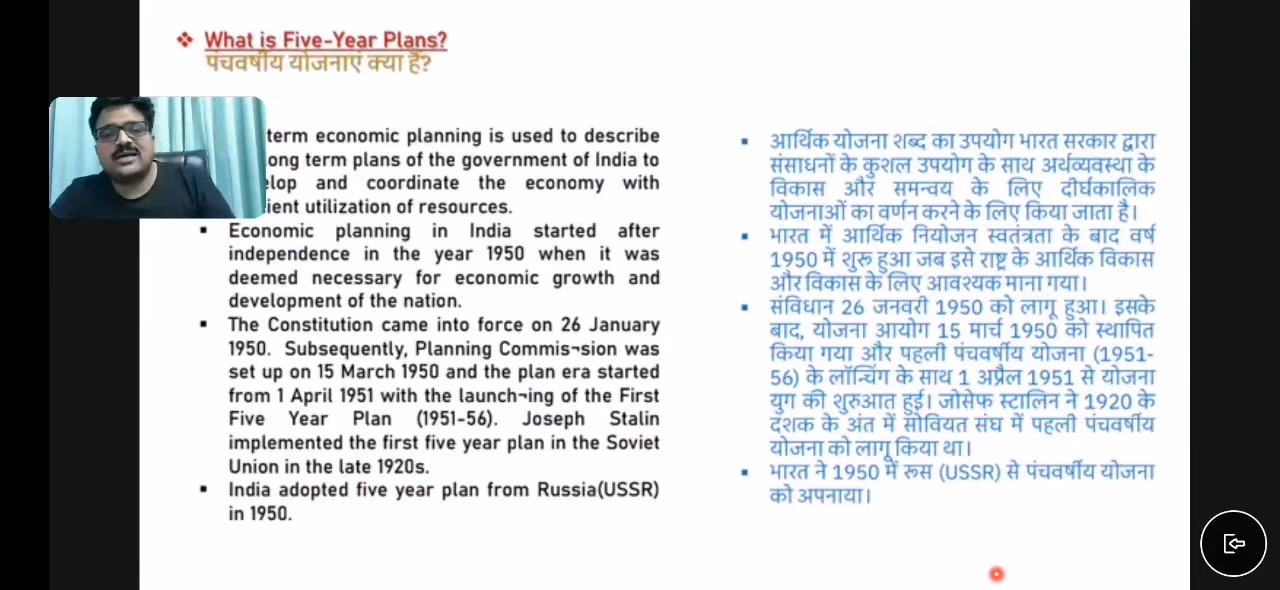 What is Five-Year Plans?
पंचवर्षीय योजनाएं क्या हैं?
term economic planning is used to describe
long term plans of the government of India to
and coordinate the economy with
utilization of resources.
Economic planning in India started after
independence in the year 1950 when it was
deemed necessary for economic growth and
development of the nation.
The Constitution came into force on 26 January
1950. Subsequently, Planning Commis¬sion was
set up on 15 March 1950 and the plan era started
from 1 April 1951 with the launch¬ing of the First
Five Year Plan (1951-56). Joseph Stalin
implemented the first five year plan in the Soviet
Union in the late 1920s.
India adopted five year plan from Russia(USSR)
in 1950.
आर्थिक योजना शब्द का उपयोग भारत सरकार द्वारा
संसाधनों के कुशल उपयोग के साथ अर्थव्यवस्था के
विकास और समन्वय के लिए दीर्घकालिक
योजनाओं का वर्णन करने के लिए किया जाता है।
भारत में आर्थिक नियोजन स्वतंत्रता के बाद वर्ष
1950 में शुरू हुआ जब इसे राष्ट्र के आर्थिक विकास
और विकास के लिए आवश्यक माना गया।
संविधान 26 जनवरी 1950 को लागू हुआ। इसके
बाद, योजना आयोग 15 मार्च 1950 को स्थापित
किया गया और पहली पंचवर्षीय योजना (1951-
56) के लॉन्चिंग के साथ 1 अप्रैल 1951 से योजना
युग की शुरुआत हुई। जोसेफ स्टालिन ने 1920 के
दशक के अंत में सोवियत संघ में पहली पंचवर्षीय
योजना को लागू किया था।
भारत ने 1950 में रूस (USSR) से पंचवर्षीय योजना
को अपनाया।